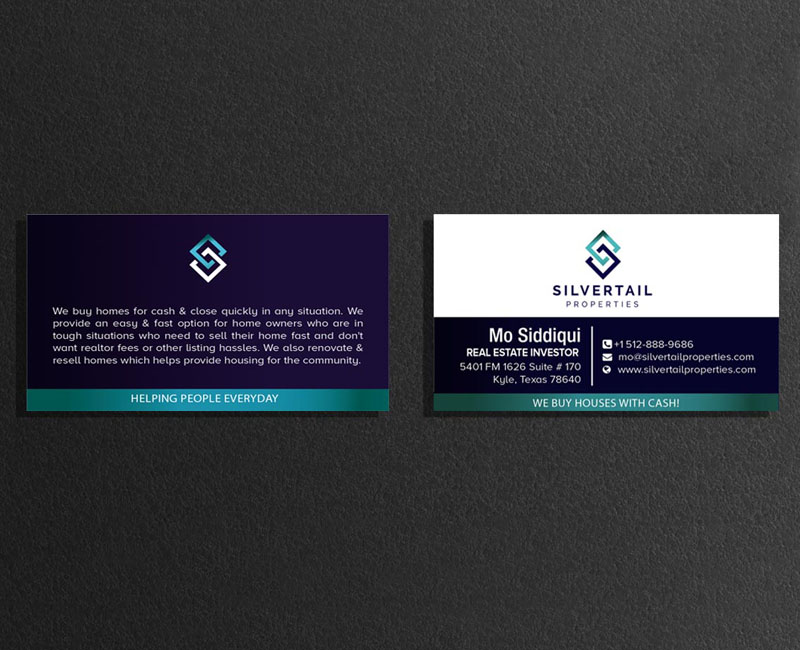 We buy homes for cash & close quickly in any situation. We
provide an easy & fast option for home owners who are in
tough situations who need to sell their home fast and don't
want realtor fees or other listing hassles. We also renovate &
resell homes which helps provide housing for the community.
HELPING PEOPLE EVERYDAY
SILVERTAIL
PROPERTIES
Mo Siddiqui
REAL ESTATE INVESTOR
5401 FM 1626 Suite # 170
Kyle, Texas 78640
+1 512-888-9686
mo@silvertailproperties.com
www.silvertailproperties.com
WE BUY HOUSES WITH CASH!